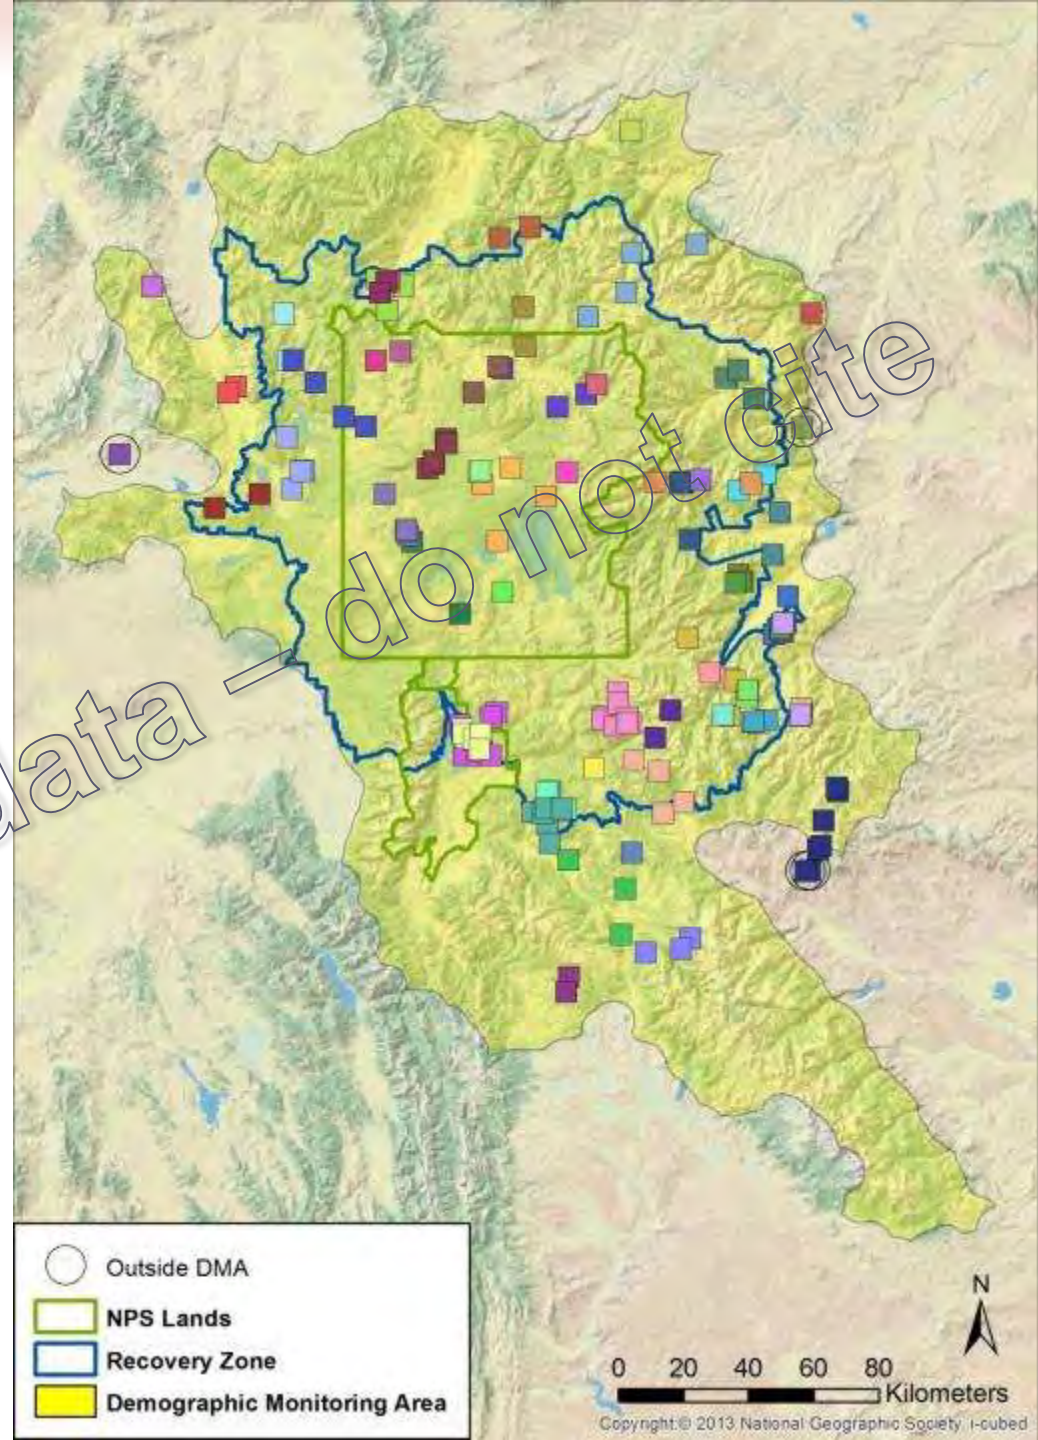 data – do not cite
Outside DMA
NPS Lands
Recovery Zone
Demographic Monitoring Area
N
0 20 40 60 80
Kilometers
Copyright:© 2013 National Geographic Society, i-cubed